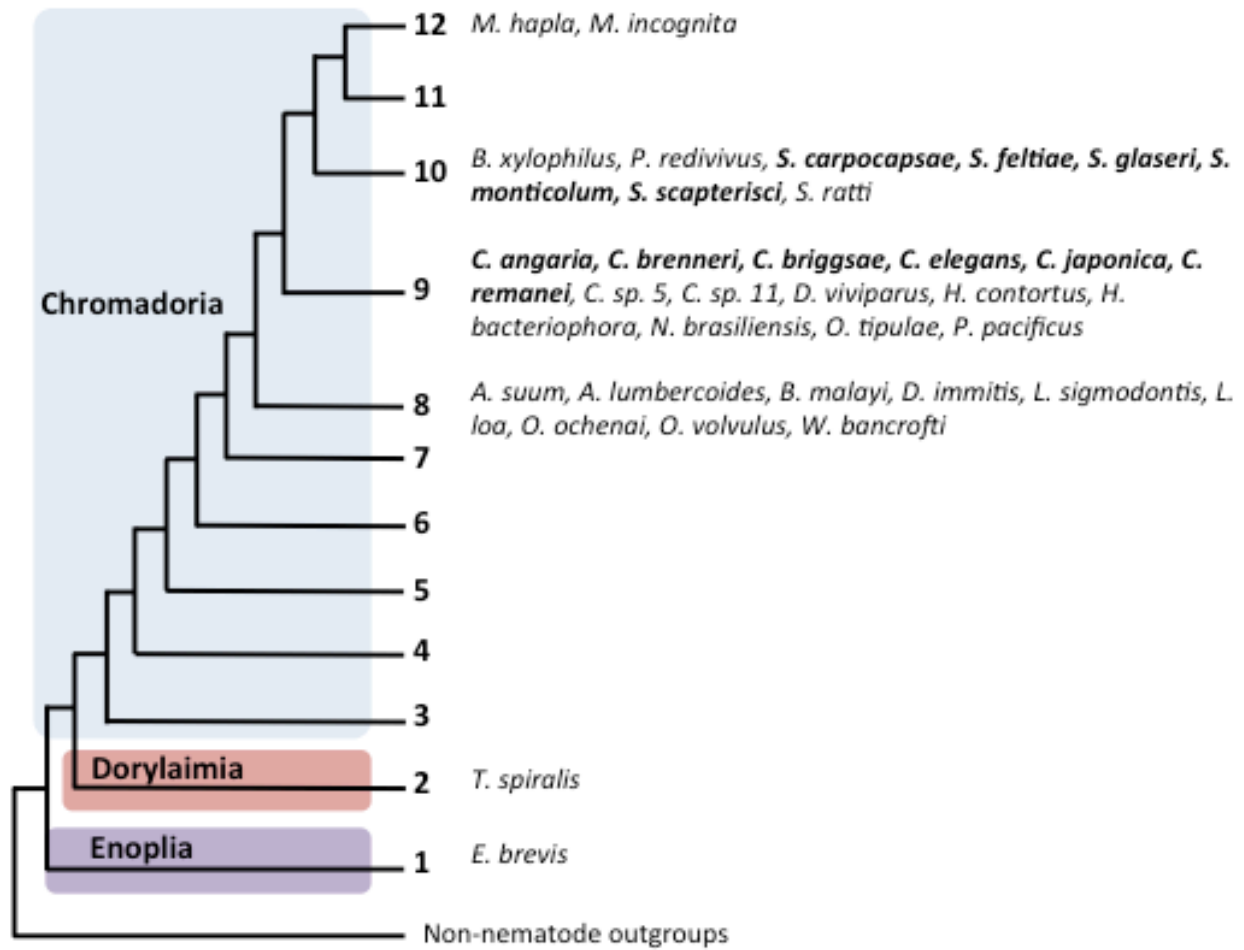 12 M. hapla, M. incognita
11
10 B. xylophilus, P. redivivus, S. carpocapsae, S. feltiae, S. glaseri, S.
monticolum, S. scapterisci, S. ratti
C. angaria, C. brenneri, C. briggsae, C. elegans, C. japonica, C.
Chromadoria 9 remanei, C. sp. 5, C. sp. 11, D. viviparus, H. contortus, H.
bacteriophora, N. brasiliensis, O. tipulae, P. pacificus
8 A. suum, A. lumbercoides, B. malayi, D. immitis, L. sigmodontis, L.
loa, O. ochenai, O. volvulus, W. bancrofti
7
6
5
4
3
Dorylaimia 2 T. spiralis
Enoplia 1 E. brevis
Non-nematode outgroups